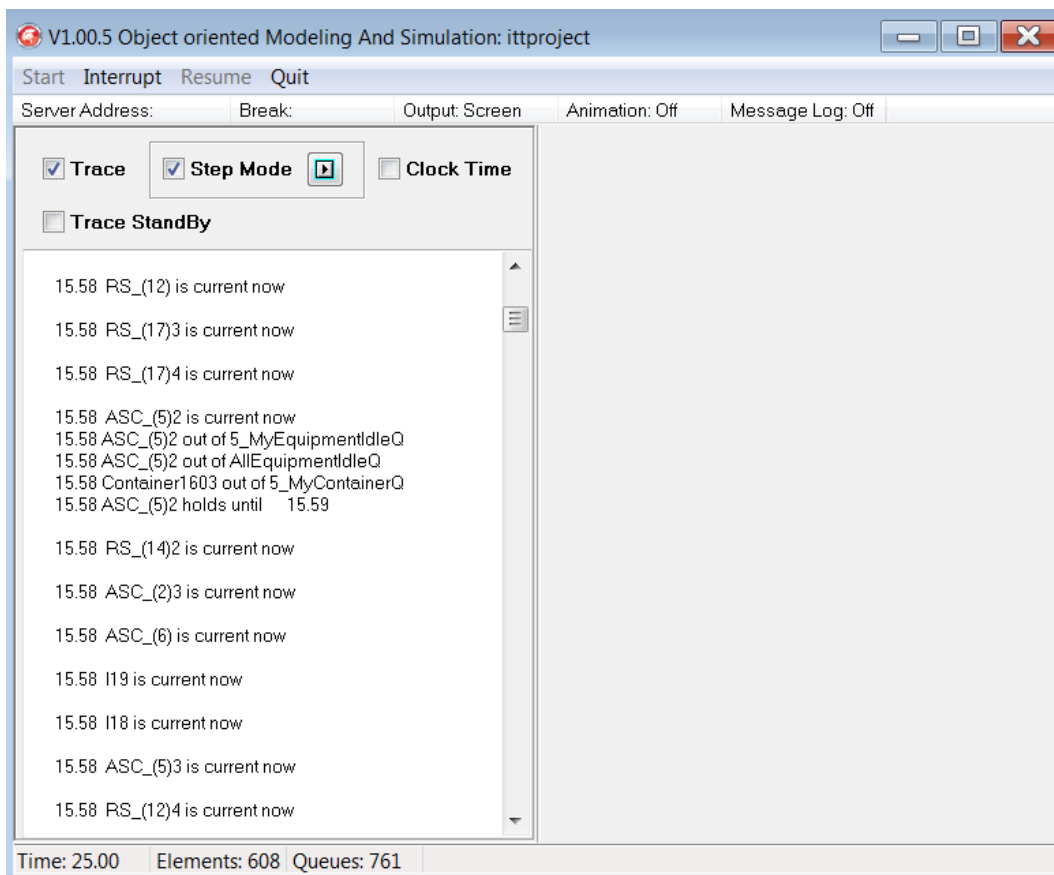 V1.00.5 Object oriented Modeling And Simulation: ittproject
Start Interrupt Resume Quit
Server Address: Break: Output: Screen Animation: Off Message Log: Off
Trace Step Mode Clock Time
Trace StandBy
15.58 RS_(12) is current now
15.58 RS_(17)3 is current now
15.58 RS_(17)4 is current now
15.58 ASC_(5)2 is current now
15.58 ASC_(5)2 out of 5_MyEquipmentIdleQ
15.58 ASC_(5)2 out of AllEquipmentIdleQ
15.58 Container1603 out of 5_MyContainerQ
15.58 ASC_(5)2 holds until 15.59
15.58 RS_(14)2 is current now
15.58 ASC_(2)3 is current now
15.58 ASC_(6) is current now
15.58 I19 is current now
15.58 I18 is current now
15.58 ASC_(5)3 is current now
15.58 RS_(12)4 is current now
Time: 25.00 Elements: 608 Queues: 761